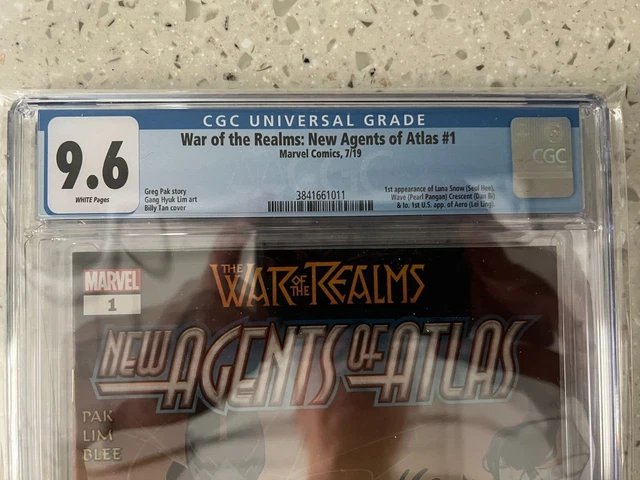 CGC UNIVERSAL GRADE
War of the Realms: New Agents of Atlas #1
Marvel Comics, 7/19
9.6
WHITE Pages
Greg Pak story
Gang Hyuk Lim art
Billy Tan cover
3841661011
1st appearance of Luna Snow (Seol Hee),
Wave (Pearl Pangan) Crescent (Dan Bi)
& Io. 1st U.S. app. of Aero (Lei Ling).
CGC
MARVEL
1
THE WAR OF THE REALMS
NEW AGENTS OF ATLAS
PAK
LIM
BLEE